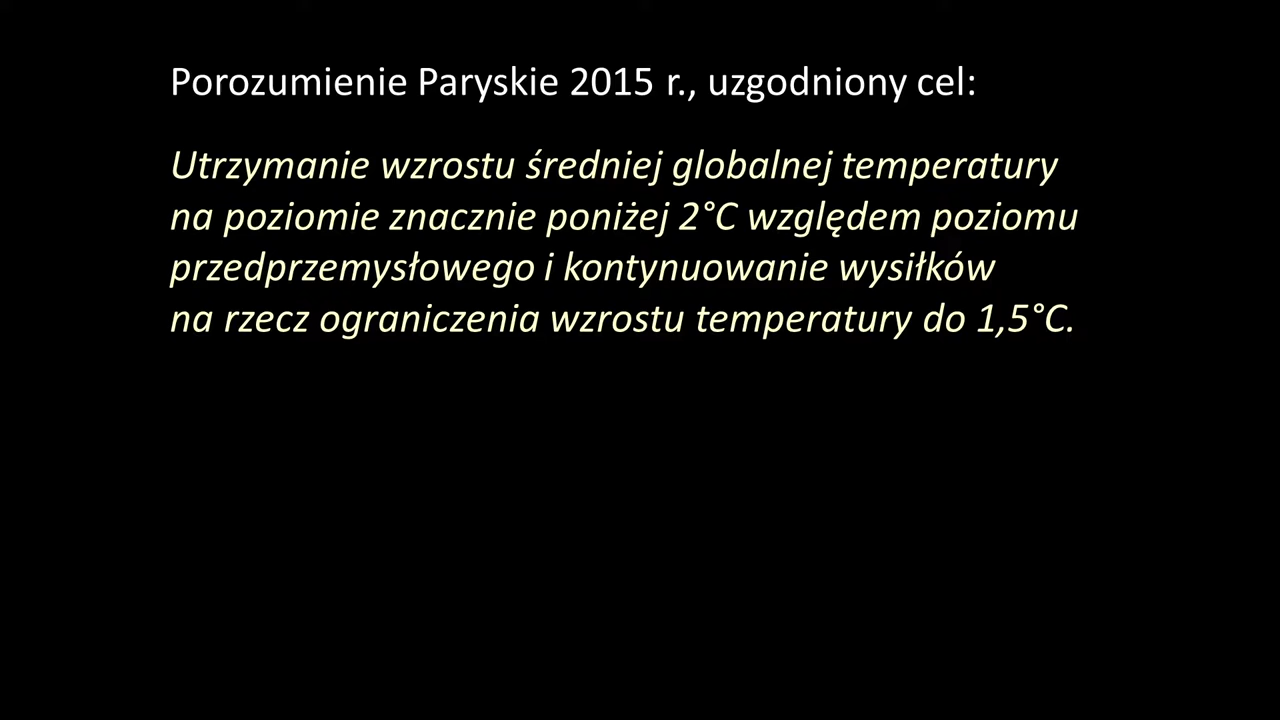 Porozumienie Paryskie 2015 r., uzgodniony cel:
Utrzymanie wzrostu średniej globalnej temperatury
na poziomie znacznie poniżej 2°C względem poziomu
przedprzemysłowego i kontynuowanie wysiłków
na rzecz ograniczenia wzrostu temperatury do 1,5°C.